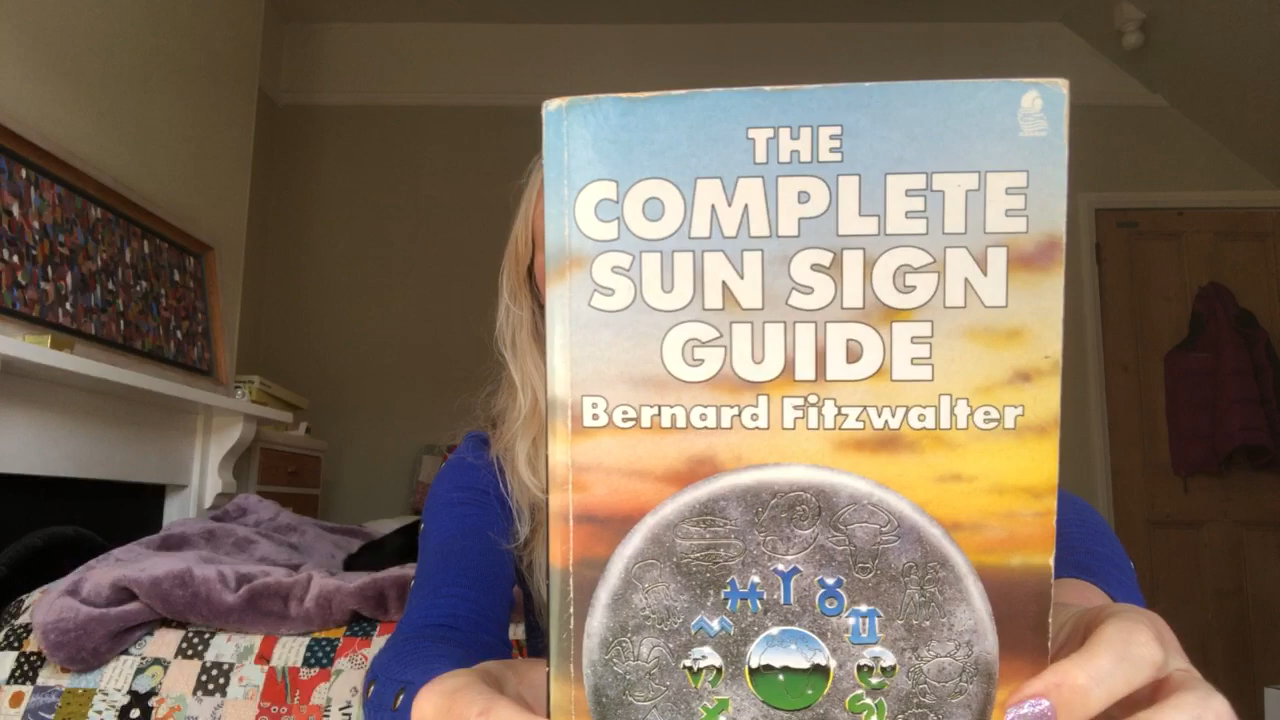 THE
COMPLETE
SUN SIGN
GUIDE
Bernard Fitzwalter